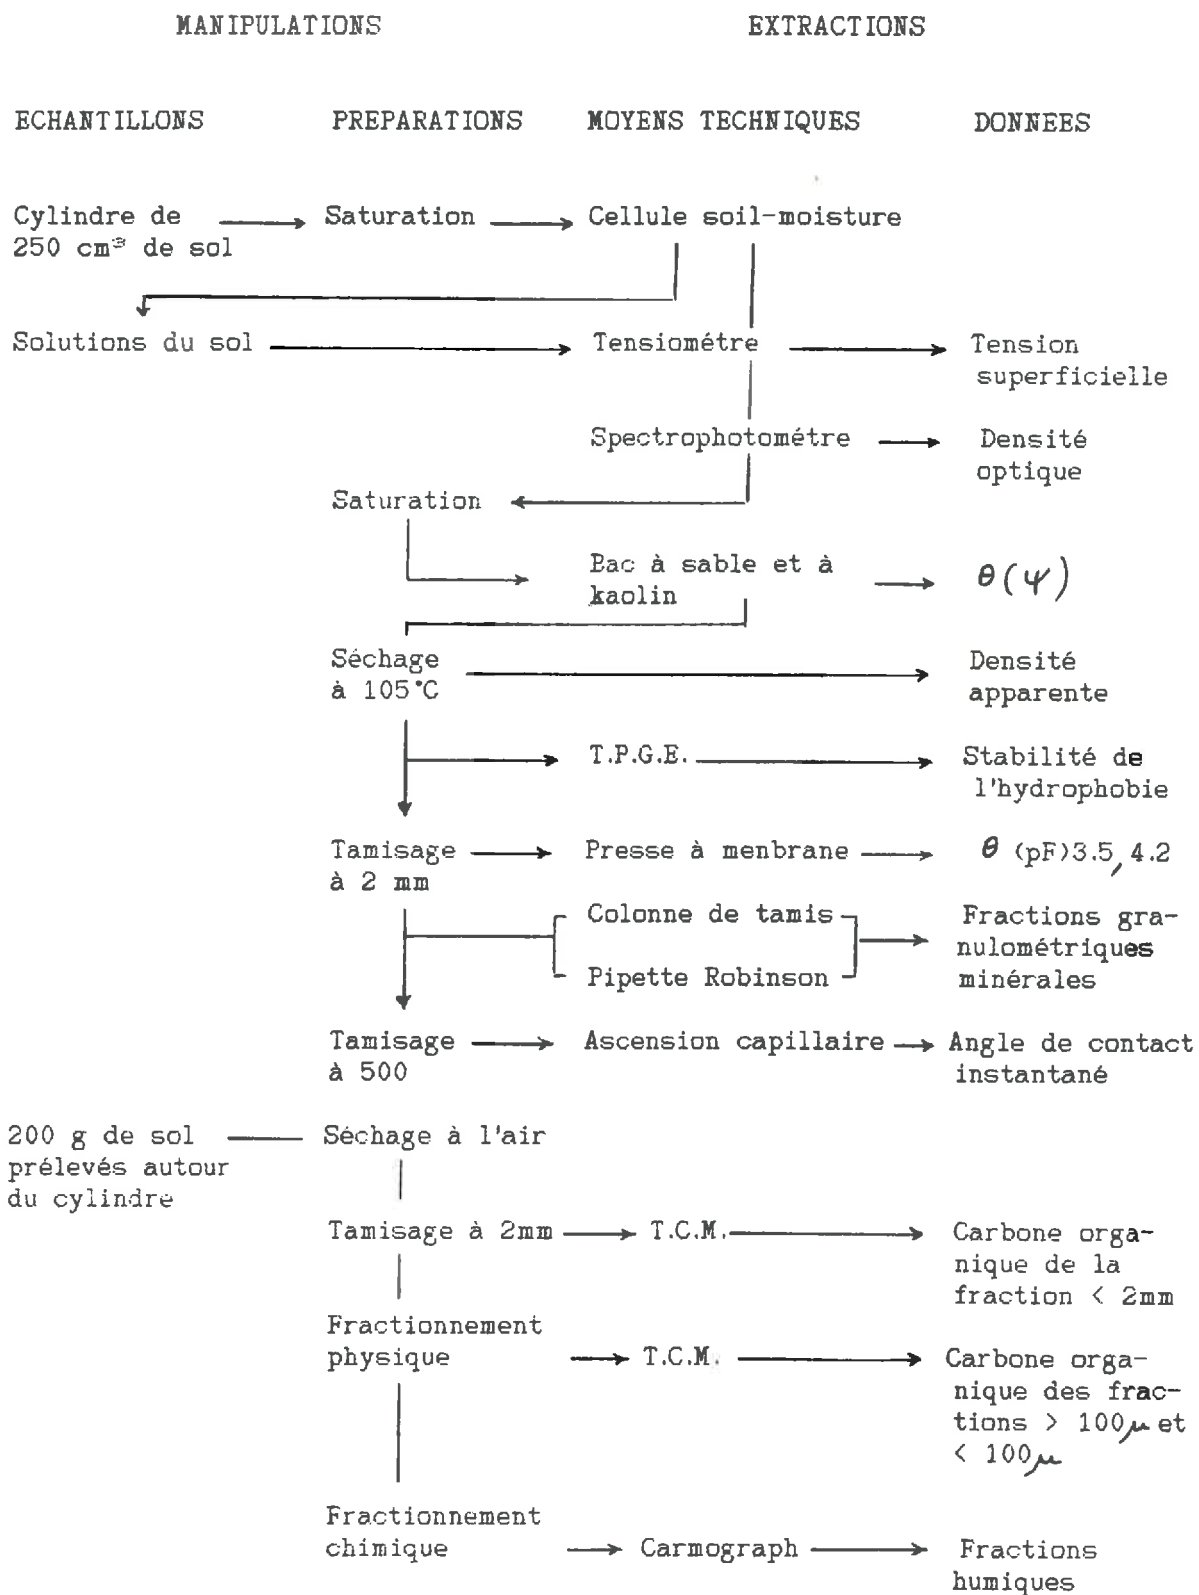 MANIPULATIONS EXTRACTIONS
ECHANTILLONS PREPARATIONS MOYENS TECHNIQUES DONNEES
Cylindre de Saturation Cellule soil-moisture
250 cm³ de sol
Solutions du sol Tensiométre Tension
superficielle
Spectrophotométre Densité
optique
Saturation
Bac à sable et à θ(ψ)
kaolin
Séchage Densité
à 105°C apparente
T.P.G.E. Stabilité de
l'hydrophobie
Tamisage Presse à menbrane θ (pF)3.5, 4.2
à 2 mm
Colonne de tamis Fractions gra-
nulométriques
Pipette Robinson minérales
Tamisage Ascension capillaire Angle de contact
à 500 instantané
200 g de sol Séchage à l'air
prélevés autour
du cylindre
Tamisage à 2mm T.C.M. Carbone orga-
nique de la
fraction < 2mm
Fractionnement
physique T.C.M. Carbone orga-
nique des frac-
tions > 100μ et
< 100μ
Fractionnement
chimique Carmograph Fractions
humiques